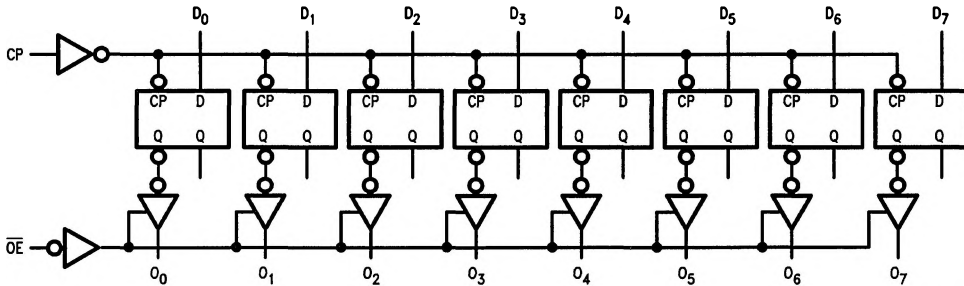 D0 D1 D2 D3 D4 D5 D6 D7
CP
CP D CP D CP D CP D CP D CP D CP D CP D
Q Q Q Q Q Q Q Q Q Q Q Q Q Q Q Q
OE
O0 O1 O2 O3 O4 O5 O6 O7